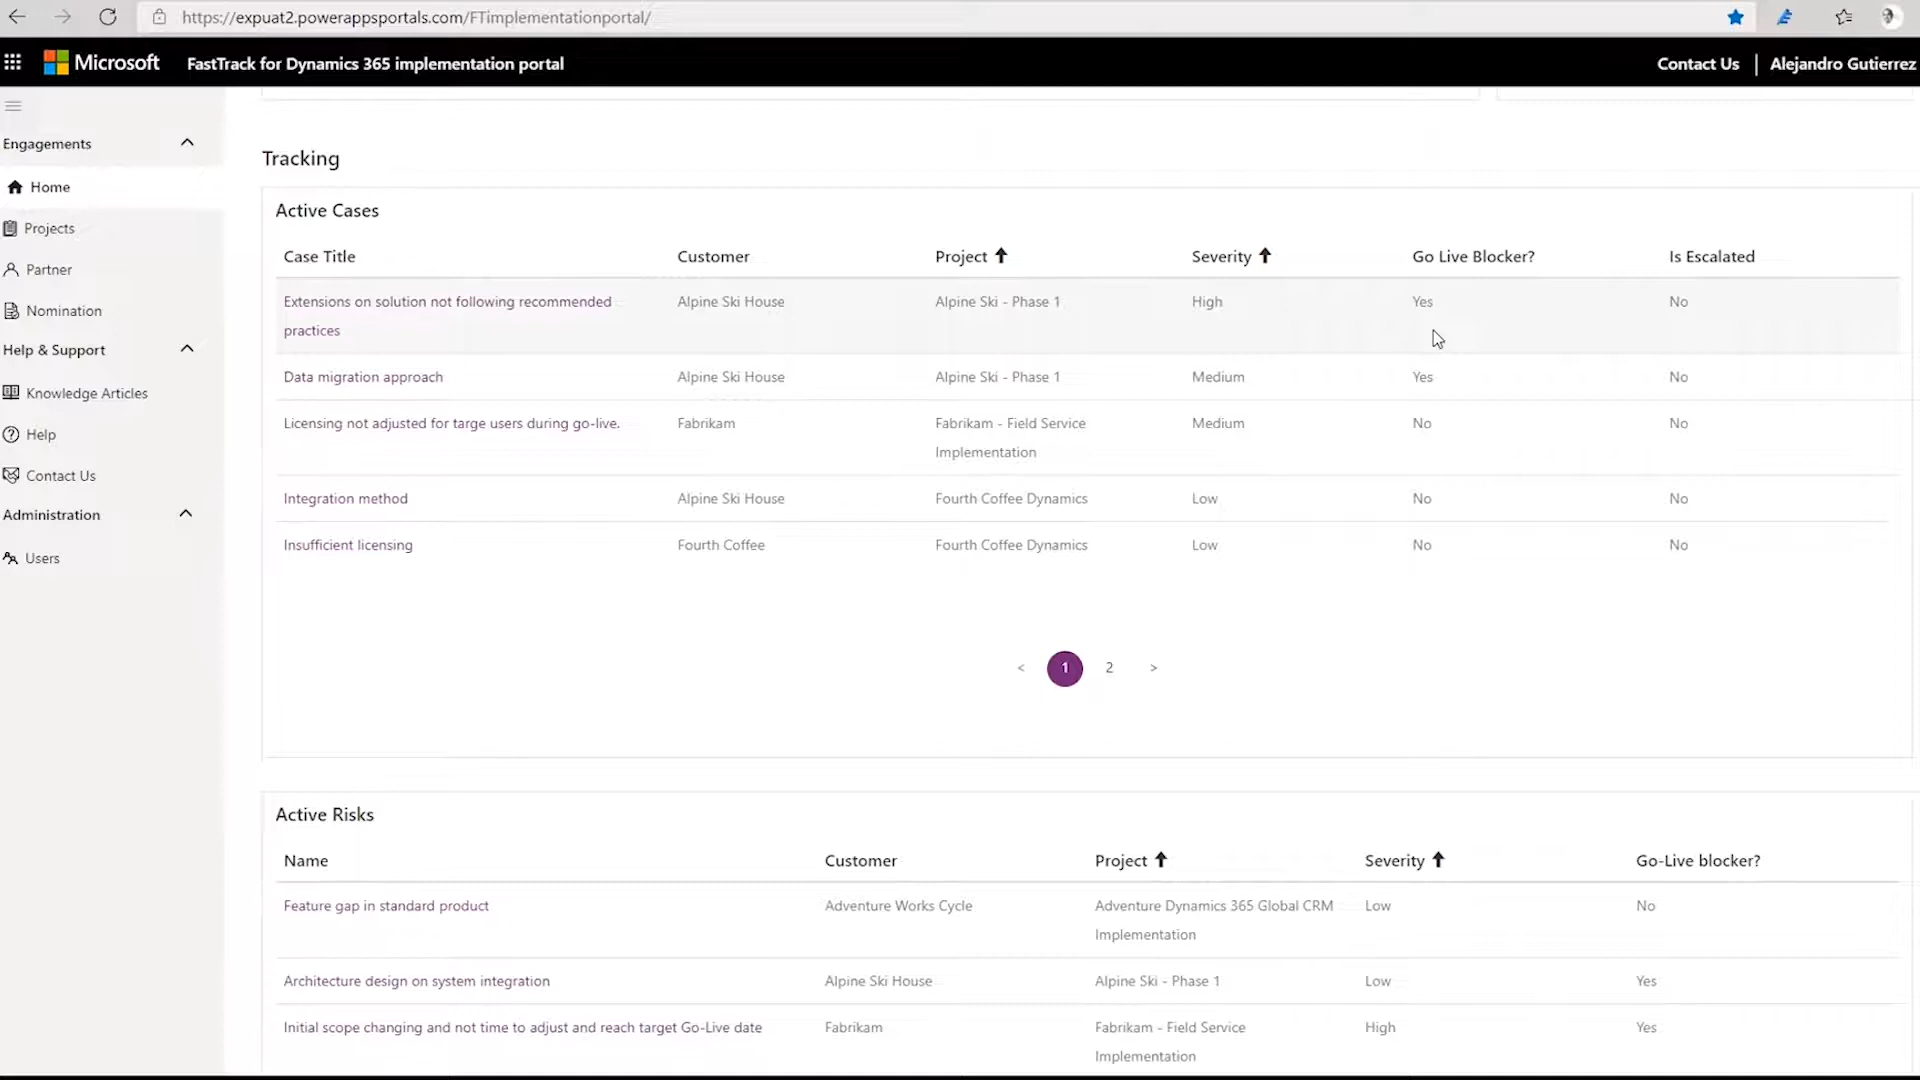 https://expuat2.powerappsportals.com/FTimplementationportal/
Microsoft
FastTrack for Dynamics 365 implementation portal
Contact Us | Alejandro Gutierrez
Engagements
Home
Projects
Partner
Nomination
Help & Support
Knowledge Articles
Help
Contact Us
Administration
Users
Tracking
Active Cases
Case Title Customer Project Severity Go Live Blocker? Is Escalated
Extensions on solution not following recommended Alpine Ski House Alpine Ski - Phase 1 High Yes No
practices
Data migration approach Alpine Ski House Alpine Ski - Phase 1 Medium Yes No
Licensing not adjusted for targe users during go-live. Fabrikam Fabrikam - Field Service Medium No No
Implementation
Integration method Alpine Ski House Fourth Coffee Dynamics Low No No
Insufficient licensing Fourth Coffee Fourth Coffee Dynamics Low No No
< 1 2 >
Active Risks
Name Customer Project Severity Go-Live blocker?
Feature gap in standard product Adventure Works Cycle Adventure Dynamics 365 Global CRM Low No
Implementation
Architecture design on system integration Alpine Ski House Alpine Ski - Phase 1 Low Yes
Initial scope changing and not time to adjust and reach target Go-Live date Fabrikam Fabrikam - Field Service High Yes
Implementation